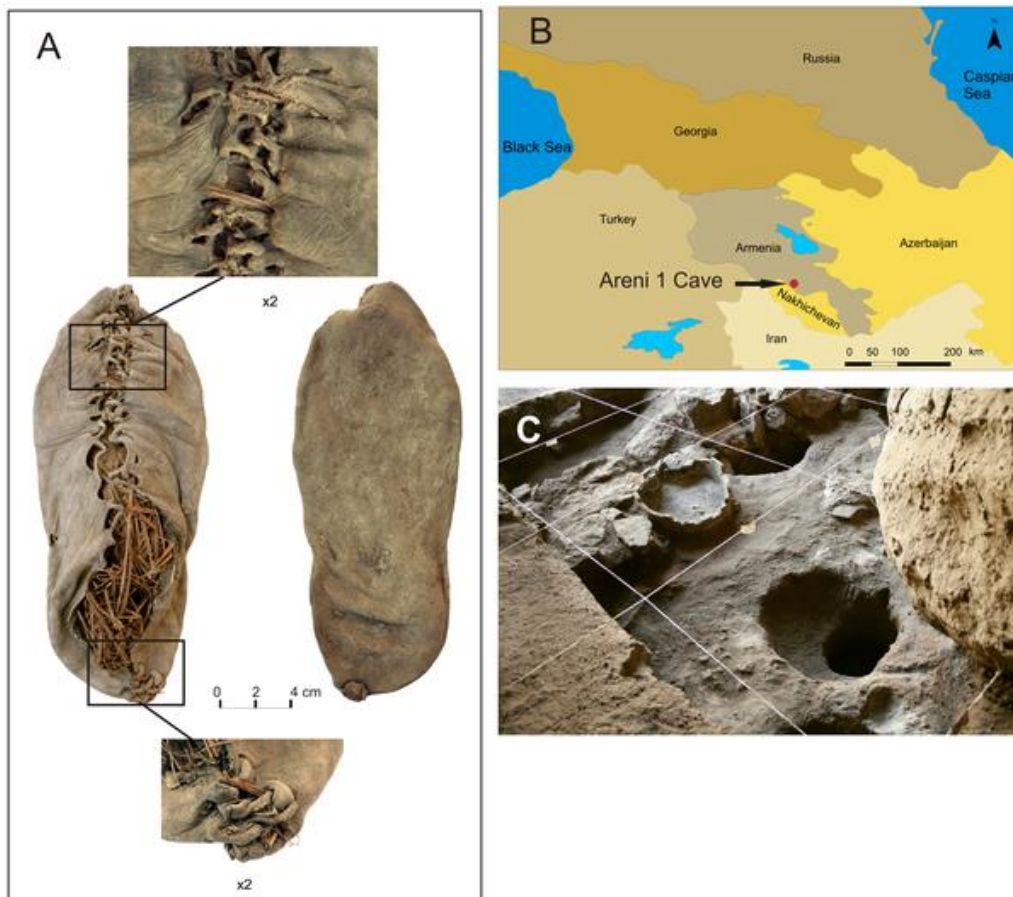 A
x2
0 2 4 cm
x2
B
N
Russia
Caspian
Sea
Georgia
Black Sea
Turkey
Armenia
Azerbaijan
Areni 1 Cave
Nakhichevan
Iran
0 50 100 200 km
C